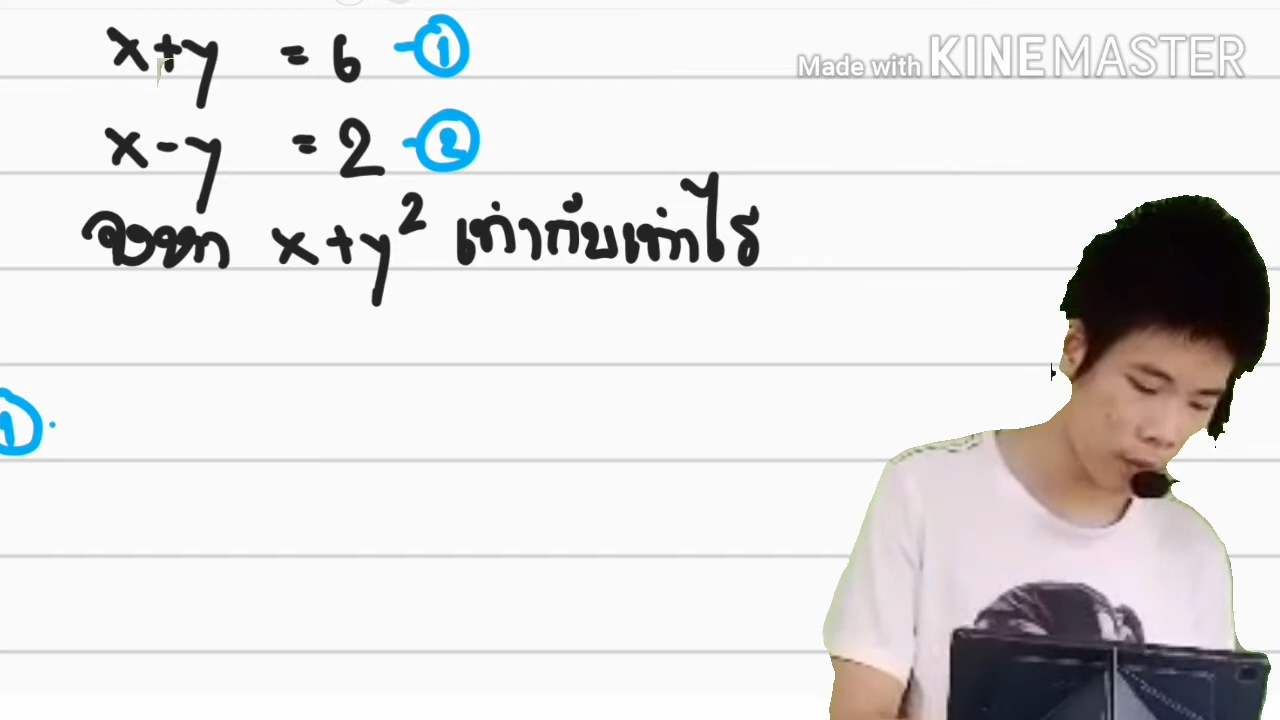 x+y = 6 -①
Made with KINEMASTER
x-y = 2 -②
จงหา x+y² เท่ากับเท่าไร
①